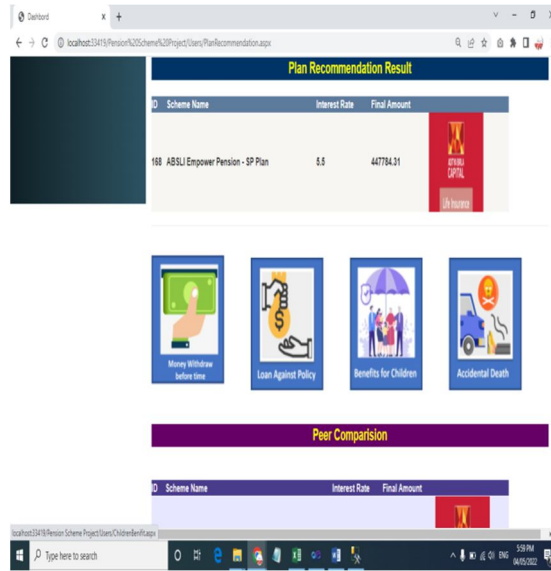 Dashbord
localhost:33419/Pension%20Scheme%20Project/Users/PlanRecommendation.aspx
Plan Recommendation Result
ID Scheme Name Interest Rate Final Amount
168 ABSLI Empower Pension - SP Plan 5.5 447784.31
ADITYA BIRLA
CAPITAL
Life Insurance
Money Withdraw
before time
Loan Against Policy
Benefits for Children
Accidental Death
Peer Comparision
ID Scheme Name Interest Rate Final Amount
localhost:33419/Pension Scheme Project/Users/ChildrenBenifit.aspx
Type here to search
ENG
5:59 PM
04/05/2022